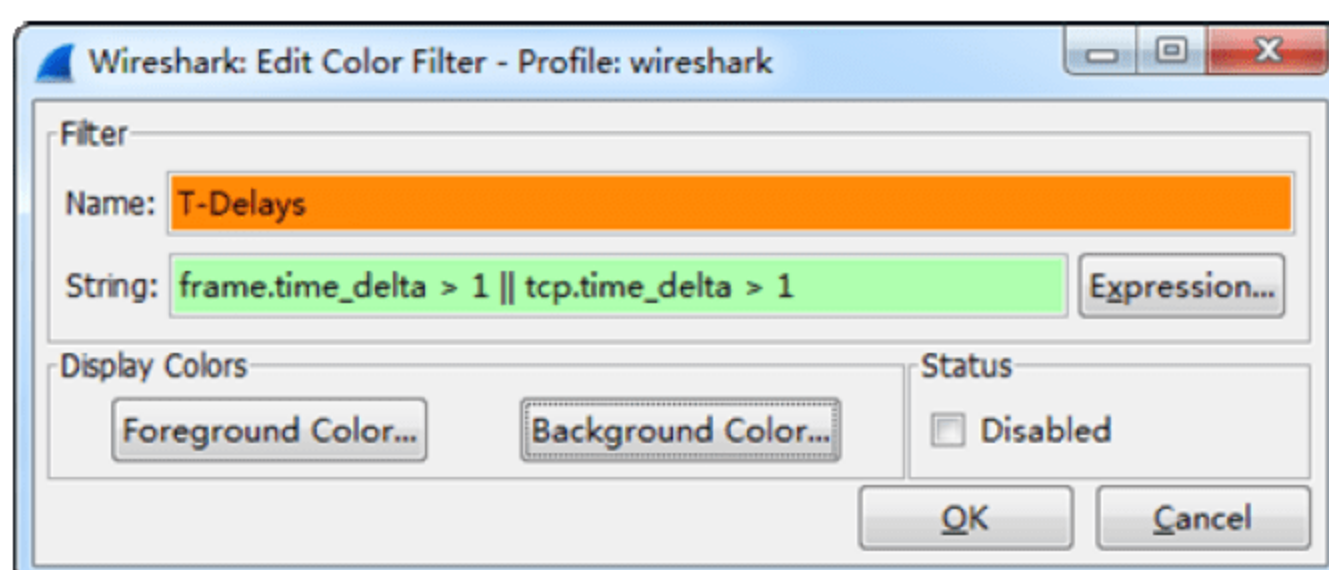 Wireshark: Edit Color Filter - Profile: wireshark
Filter
Name: T-Delays
String: frame.time_delta > 1 || tcp.time_delta > 1 Expression...
Display Colors Status
Foreground Color... Background Color... Disabled
OK Cancel